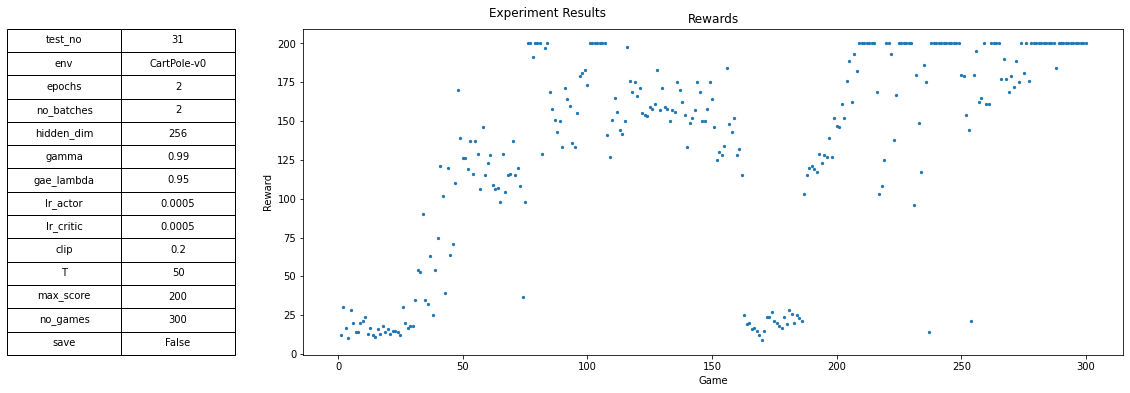 Experiment Results
test_no 31
env CartPole-v0
epochs 2
no_batches 2
hidden_dim 256
gamma 0.99
gae_lambda 0.95
lr_actor 0.0005
lr_critic 0.0005
clip 0.2
T 50
max_score 200
no_games 300
save False
Rewards
Reward
200
175
150
125
100
75
50
25
0
0 50 100 150 200 250 300
Game